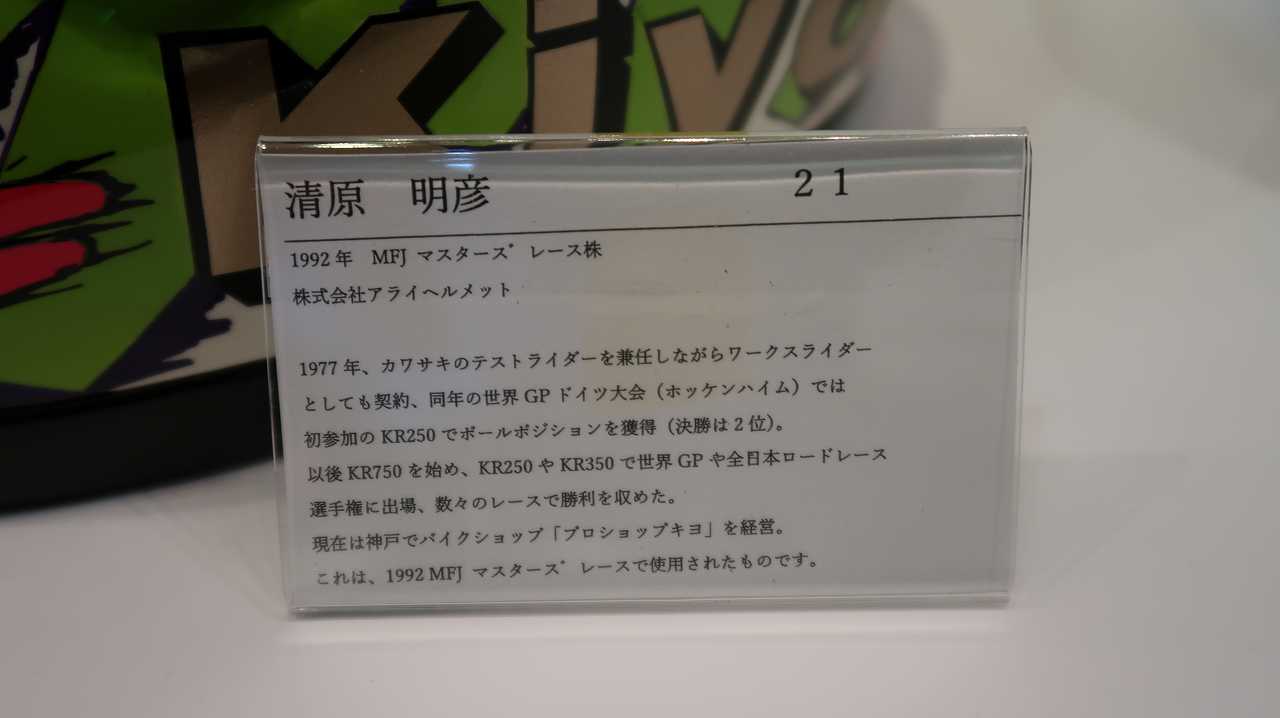 Kiyo
清原　明彦　２１
1992 年　MFJ マスターズ゛レース株
株式会社アライヘルメット
1977 年、カワサキのテストライダーを兼任しながらワークスライダー
としても契約、同年の世界 GP ドイツ大会（ホッケンハイム）では
初参加の KR250 でポールポジションを獲得（決勝は 2 位）。
以後 KR750 を始め、KR250 や KR350 で世界 GP や全日本ロードレース
選手権に出場、数々のレースで勝利を収めた。
現在は神戸でバイクショップ「プロショップキヨ」を経営。
これは、1992 MFJ マスターズ゛レースで使用されたものです。